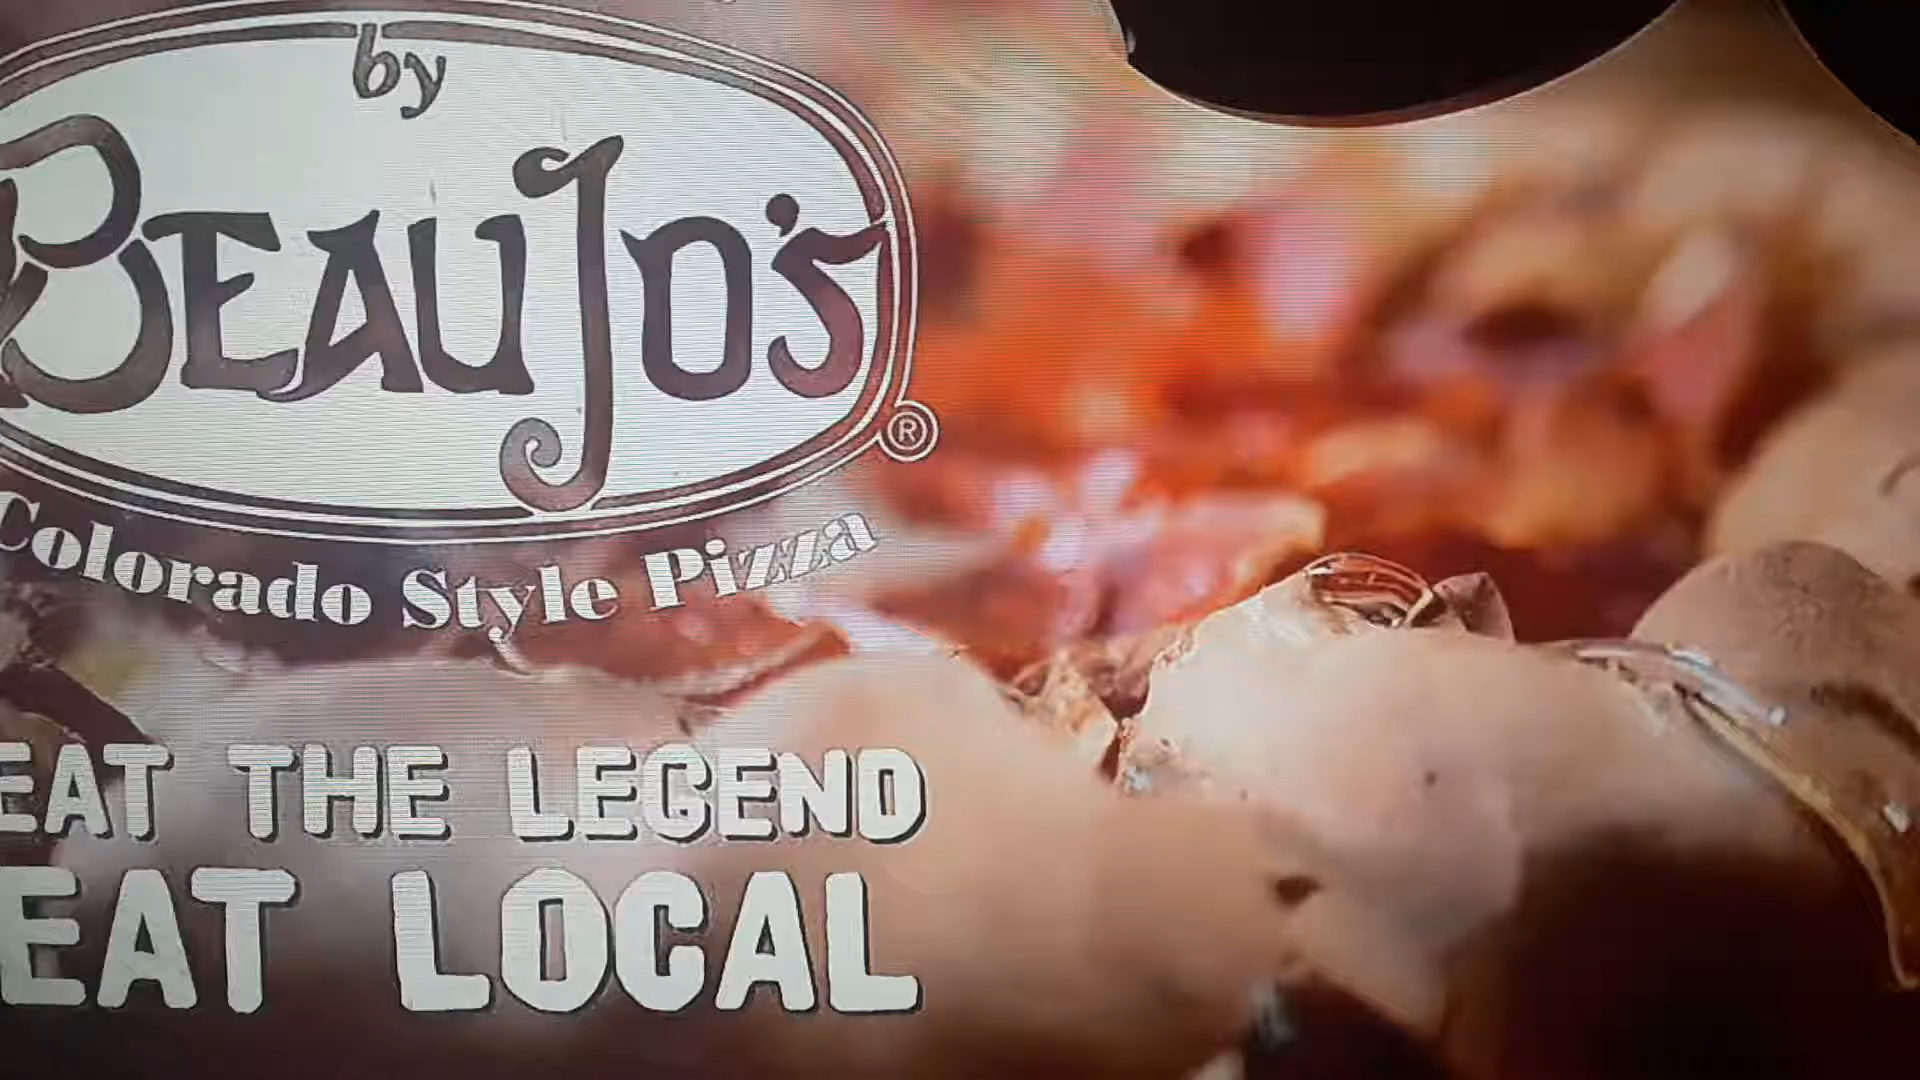 by
BEAUJO'S
®
Colorado Style Pizza
EAT THE LEGEND
EAT LOCAL